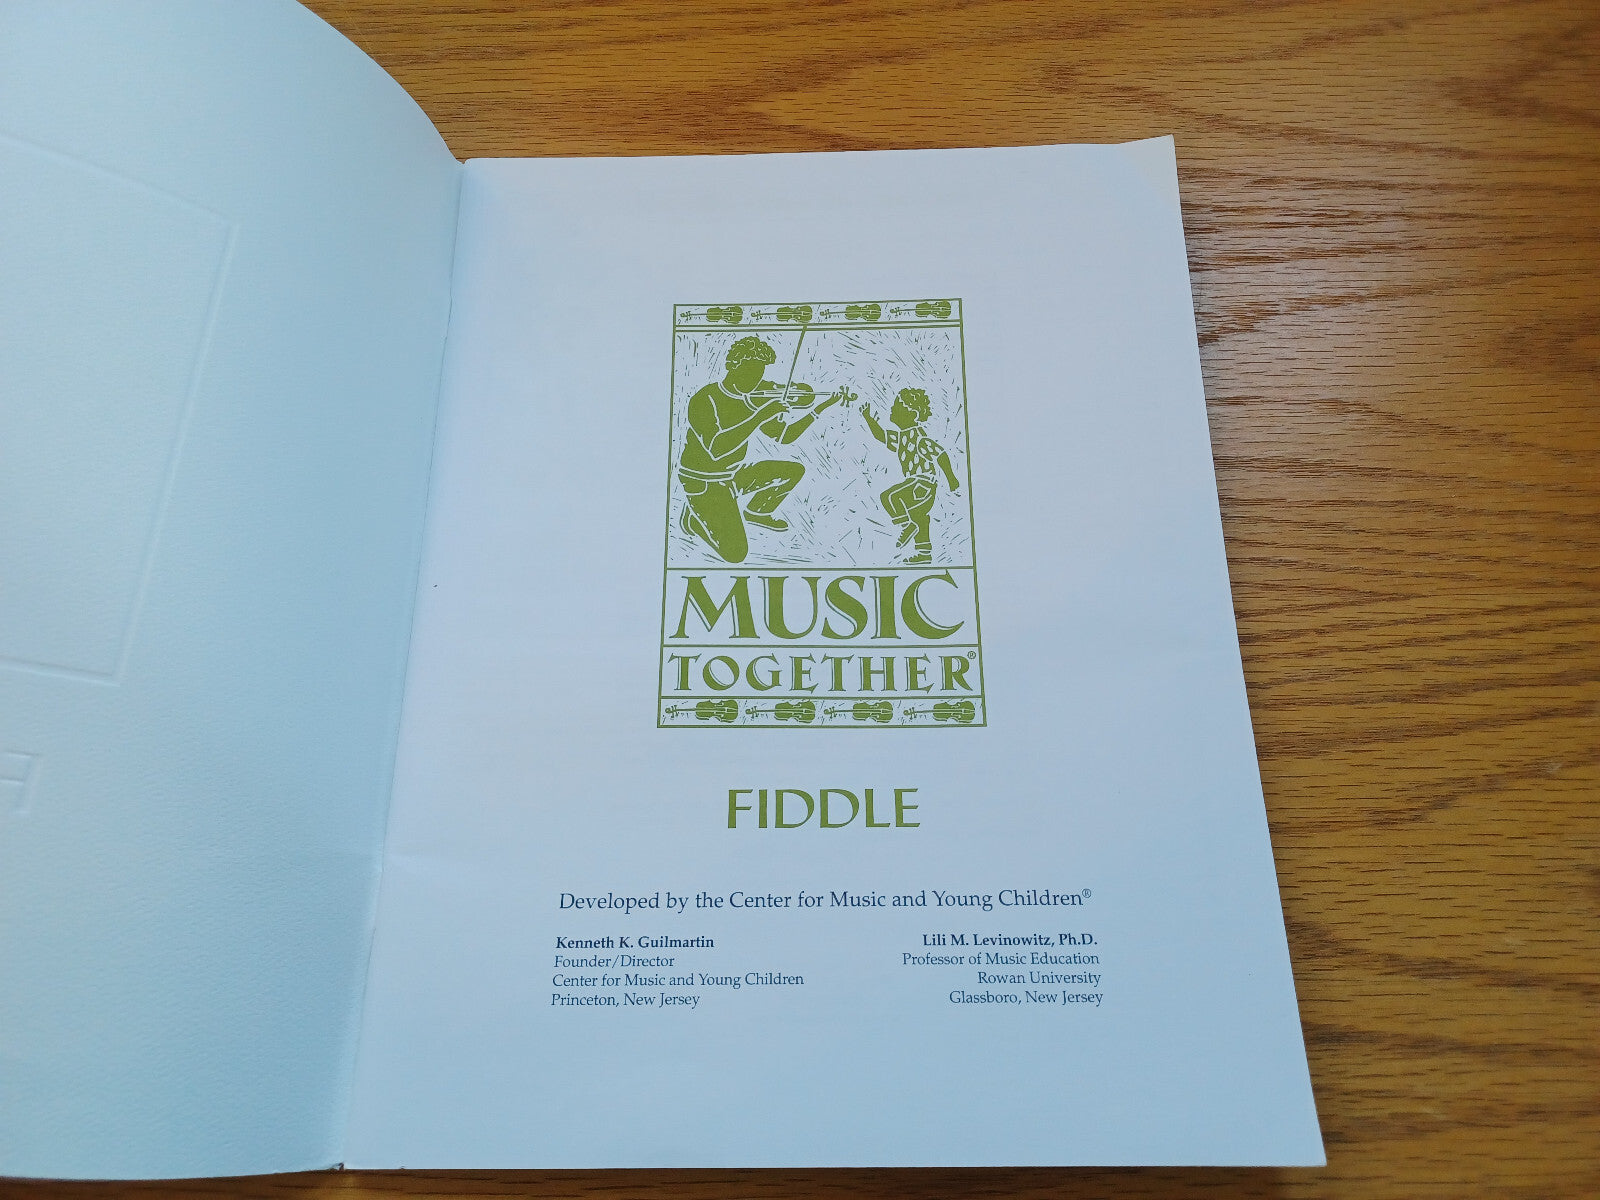 MUSIC
TOGETHER®
FIDDLE
Developed by the Center for Music and Young Children®
Kenneth K. Guilmartin
Founder/Director
Center for Music and Young Children
Princeton, New Jersey
Lili M. Levinowitz, Ph.D.
Professor of Music Education
Rowan University
Glassboro, New Jersey